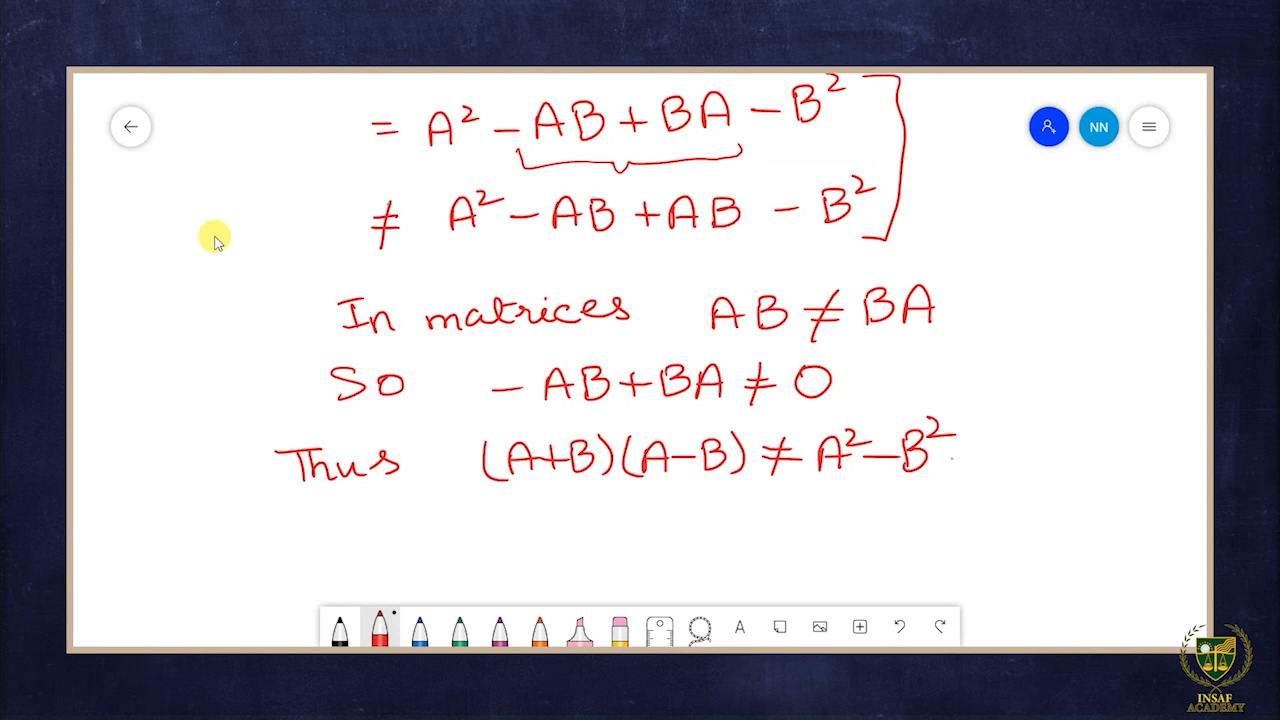 = A² - AB + BA - B²
≠ A² - AB + AB - B²
In matrices AB ≠ BA
So - AB + BA ≠ 0
Thus (A+B)(A-B) ≠ A² - B²
NN
A
INSAF
ACADEMY